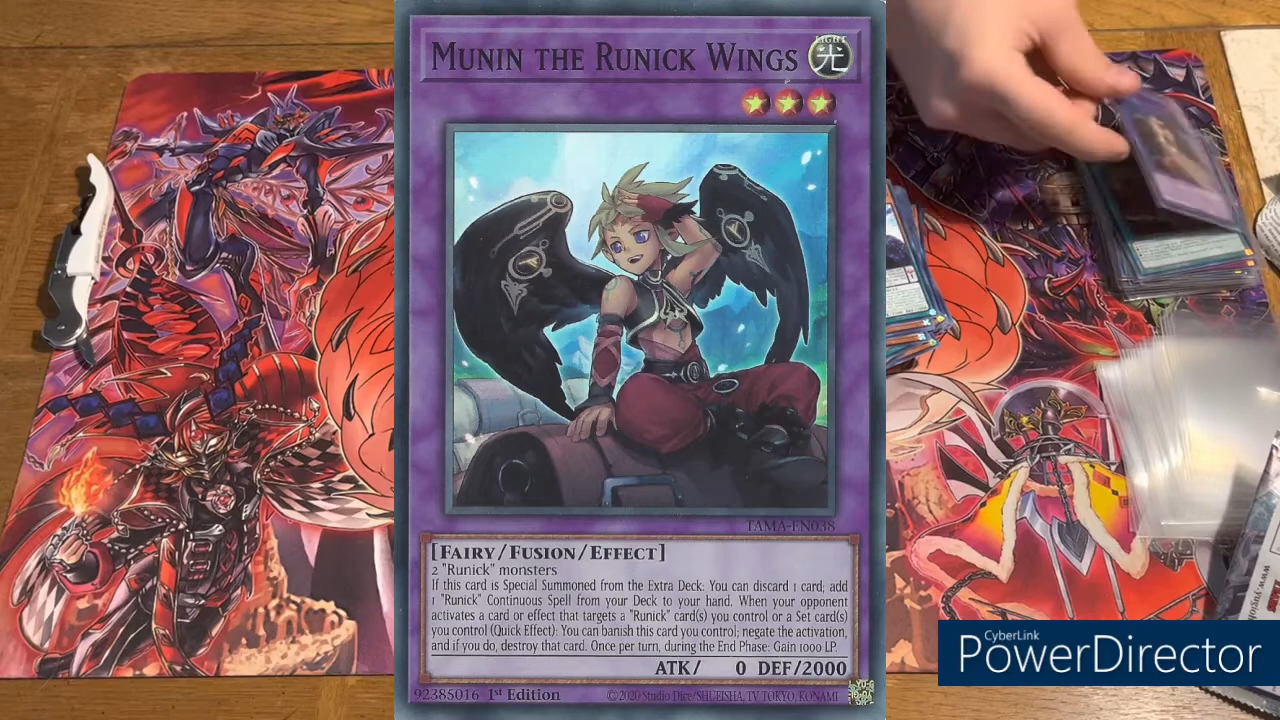 MUNIN THE RUNICK WINGS
LIGHT
光
TAMA-EN038
[FAIRY/FUSION/EFFECT]
2 "Runick" monsters
If this card is Special Summoned from the Extra Deck: You can discard 1 card; add
1 "Runick" Continuous Spell from your Deck to your hand. When your opponent
activates a card or effect that targets a "Runick" card(s) you control or a Set card(s)
you control (Quick Effect): You can banish this card you control; negate the activation,
and if you do, destroy that card. Once per turn, during the End Phase: Gain 1000 LP.
ATK/ 0 DEF/2000
92385016 1st Edition ©2020 Studio Dice/SHUEISHA, TV TOKYO, KONAMI
CyberLink
PowerDirector